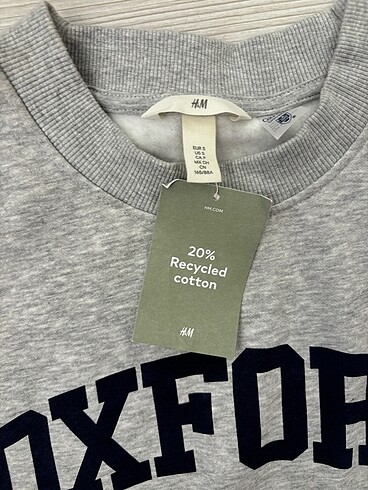 H&M
EUR S
US S
CA P
MX CH
CN
165/88A
HM.COM
20%
Recycled
cotton
H&M
OXFOR